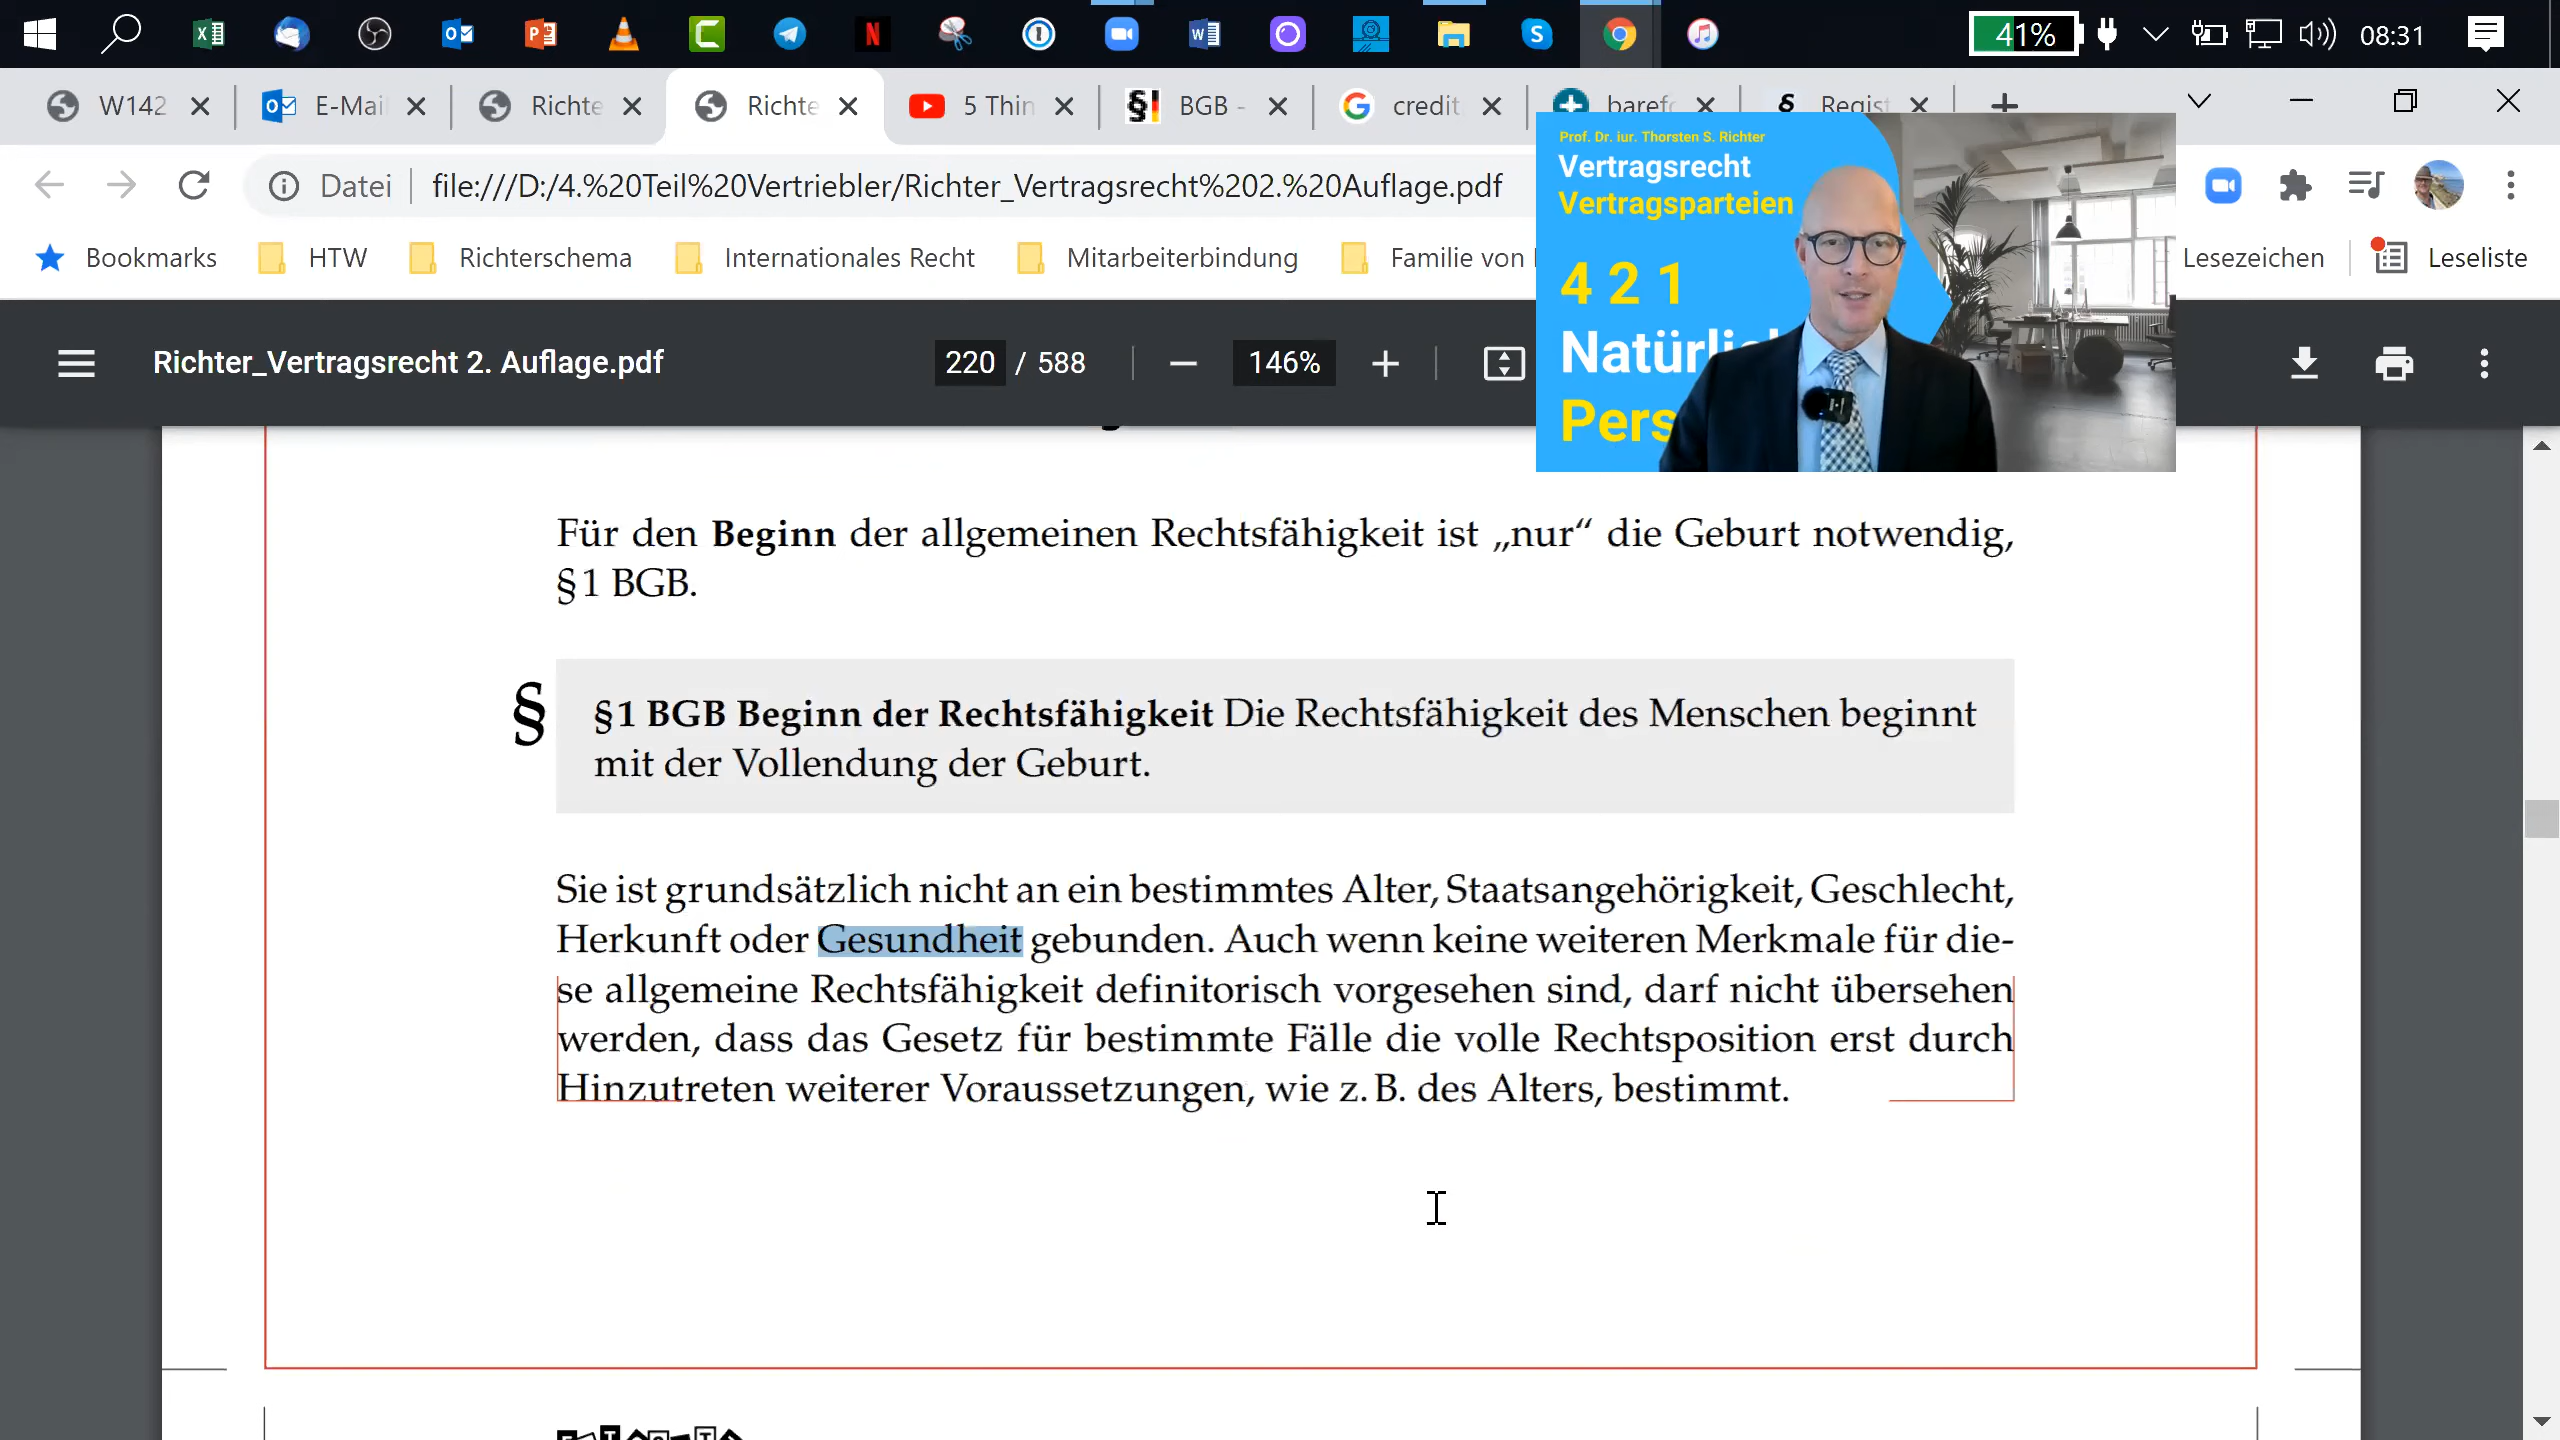 41%
08:31
W142
E-Mai
Richte
Richte
5 Thin
BGB -
credit
barefo
Regist
Datei
file:///D:/4.%20Teil%20Vertriebler/Richter_Vertragsrecht%202.%20Auflage.pdf
Bookmarks
HTW
Richterschema
Internationales Recht
Mitarbeiterbindung
Familie von
Lesezeichen
Leseliste
Prof. Dr. iur. Thorsten S. Richter
Vertragsrecht
Vertragsparteien
4 2 1
Natürlich
Pers
Richter_Vertragsrecht 2. Auflage.pdf
220 / 588
146%
Für den Beginn der allgemeinen Rechtsfähigkeit ist „nur“ die Geburt notwendig,
§ 1 BGB.
§
§ 1 BGB Beginn der Rechtsfähigkeit Die Rechtsfähigkeit des Menschen beginnt
mit der Vollendung der Geburt.
Sie ist grundsätzlich nicht an ein bestimmtes Alter, Staatsangehörigkeit, Geschlecht,
Herkunft oder Gesundheit gebunden. Auch wenn keine weiteren Merkmale für die-
se allgemeine Rechtsfähigkeit definitorisch vorgesehen sind, darf nicht übersehen
werden, dass das Gesetz für bestimmte Fälle die volle Rechtsposition erst durch
Hinzutreten weiterer Voraussetzungen, wie z. B. des Alters, bestimmt.